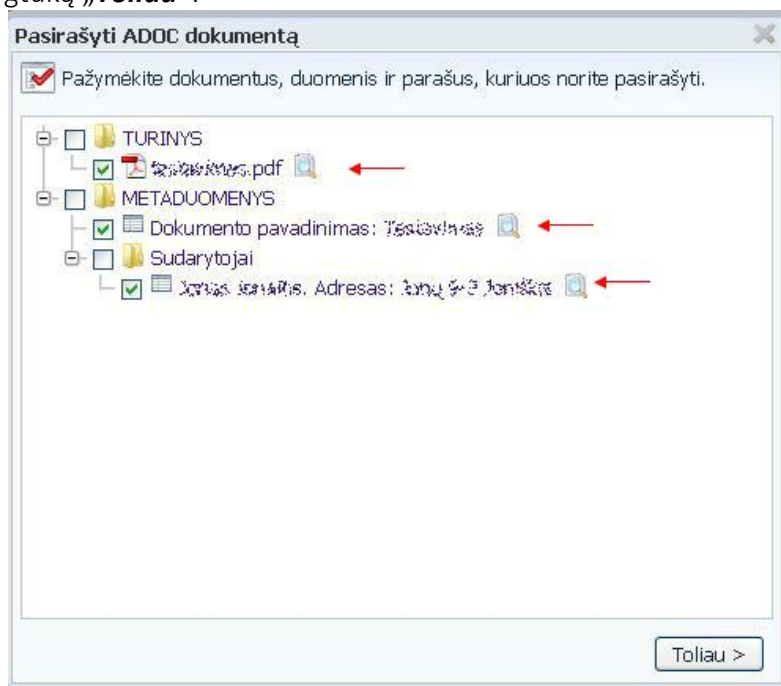 Pasirašyti ADOC dokumentą
Pažymėkite dokumentus, duomenis ir parašus, kuriuos norite pasirašyti.
TURINYS
.pdf
METADUOMENYS
Dokumento pavadinimas:
Sudarytojai
Adresas:
Toliau >